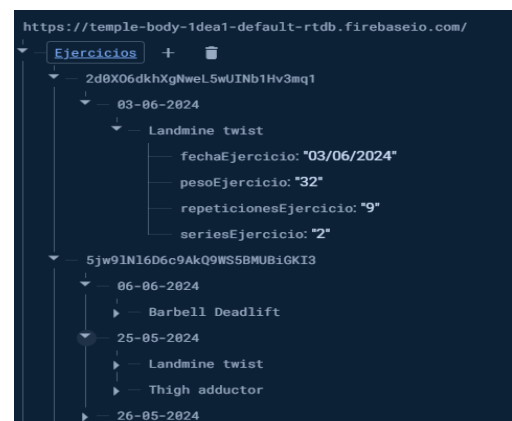 https://temple-body-1dea1-default-rtdb.firebaseio.com/
Ejercicios
2d0XO6dkhXgNweL5wUINb1Hv3mq1
03-06-2024
Landmine twist
fechaEjercicio: "03/06/2024"
pesoEjercicio: "32"
repeticionesEjercicio: "9"
seriesEjercicio: "2"
5jw9lNl6D6c9AkQ9WS5BMUBiGKI3
06-06-2024
Barbell Deadlift
25-05-2024
Landmine twist
Thigh adductor
26-05-2024